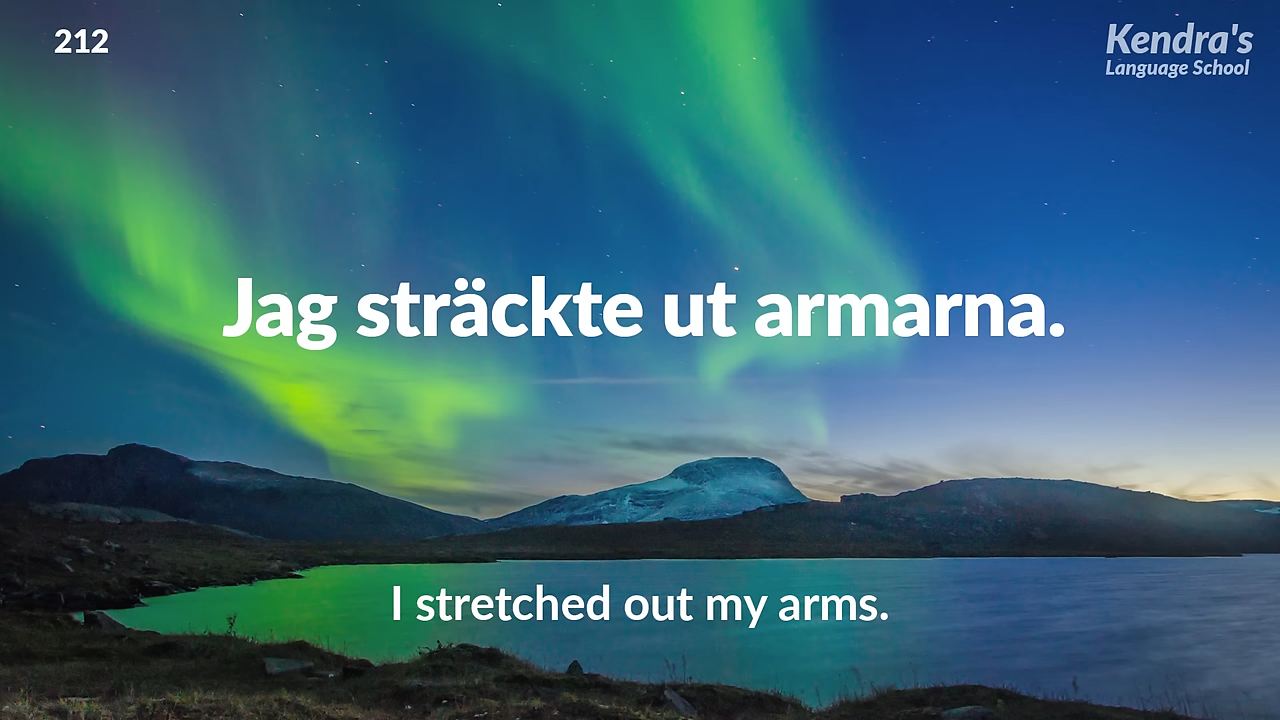 212
Kendra's
Language School
Jag sträckte ut armarna.
I stretched out my arms.